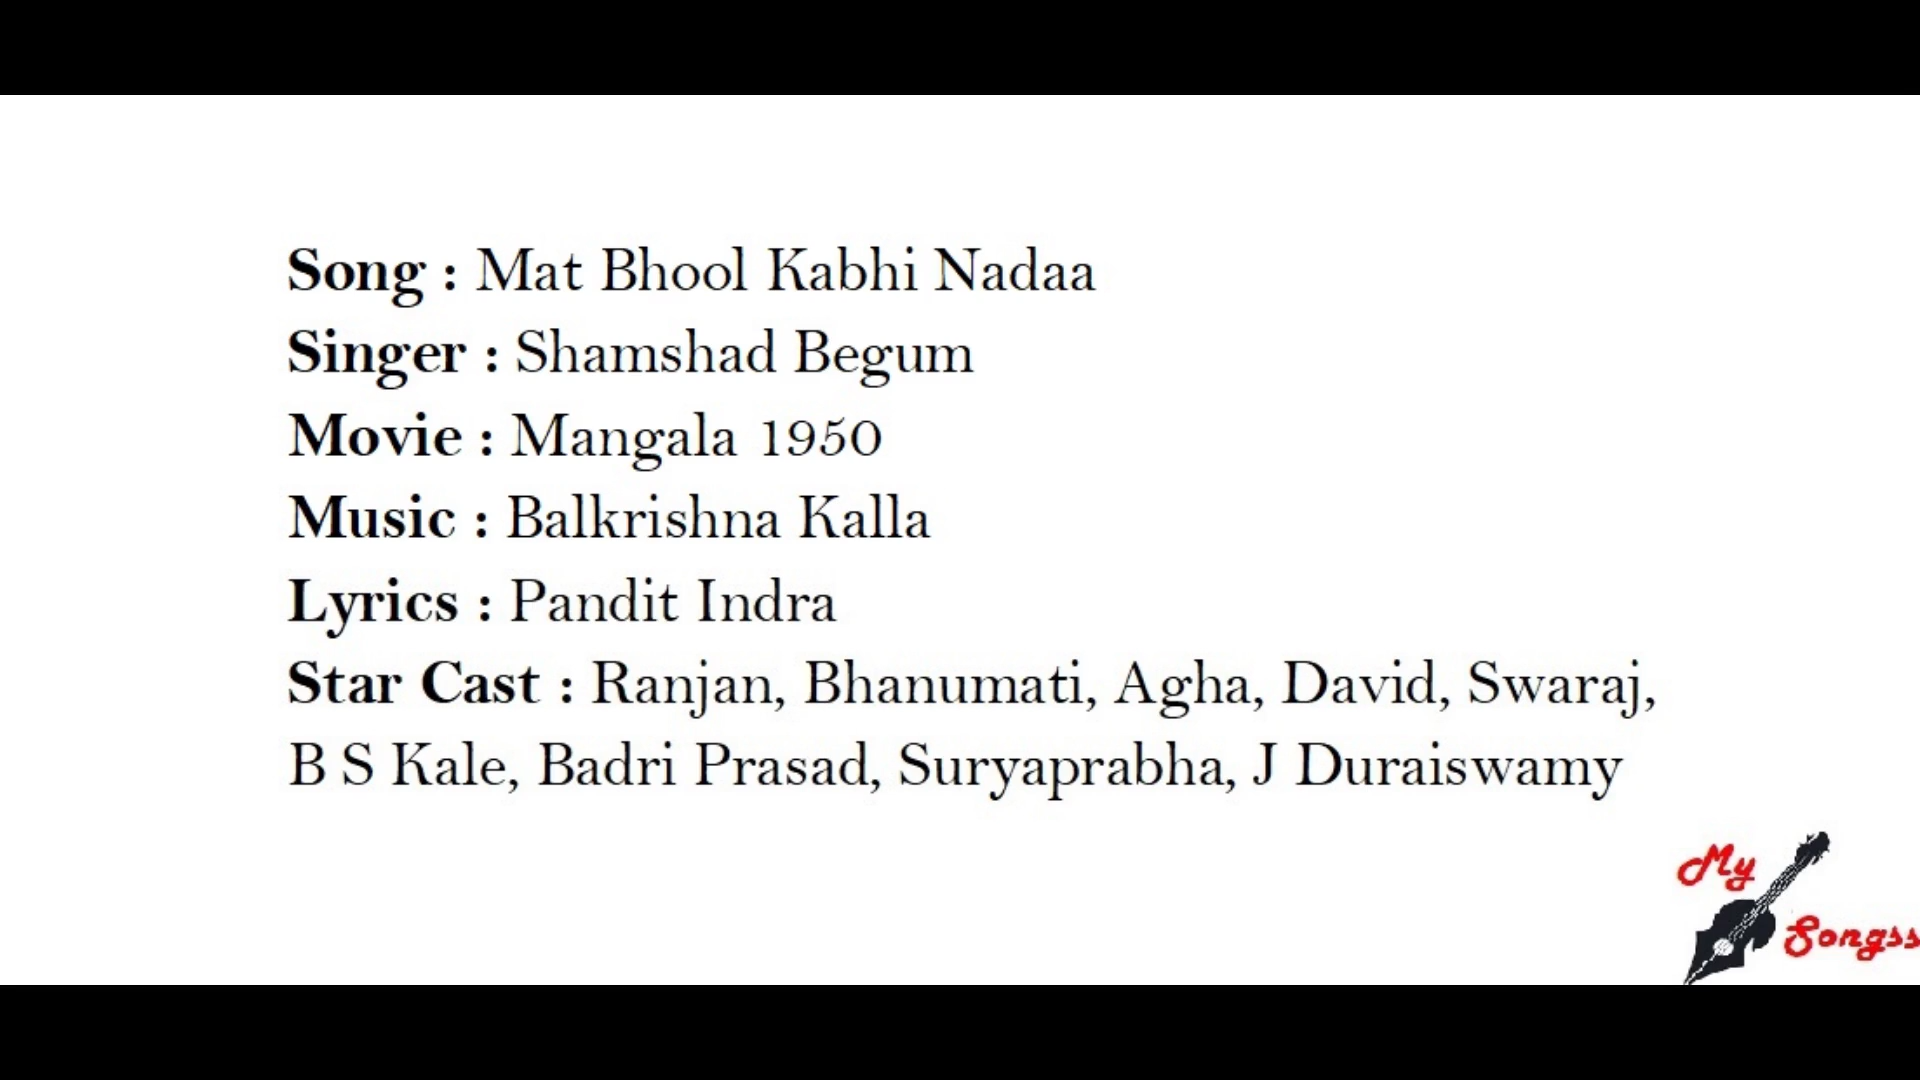 Song : Mat Bhool Kabhi Nadaa
Singer : Shamshad Begum
Movie : Mangala 1950
Music : Balkrishna Kalla
Lyrics : Pandit Indra
Star Cast : Ranjan, Bhanumati, Agha, David, Swaraj,
B S Kale, Badri Prasad, Suryaprabha, J Duraiswamy
My
Songss